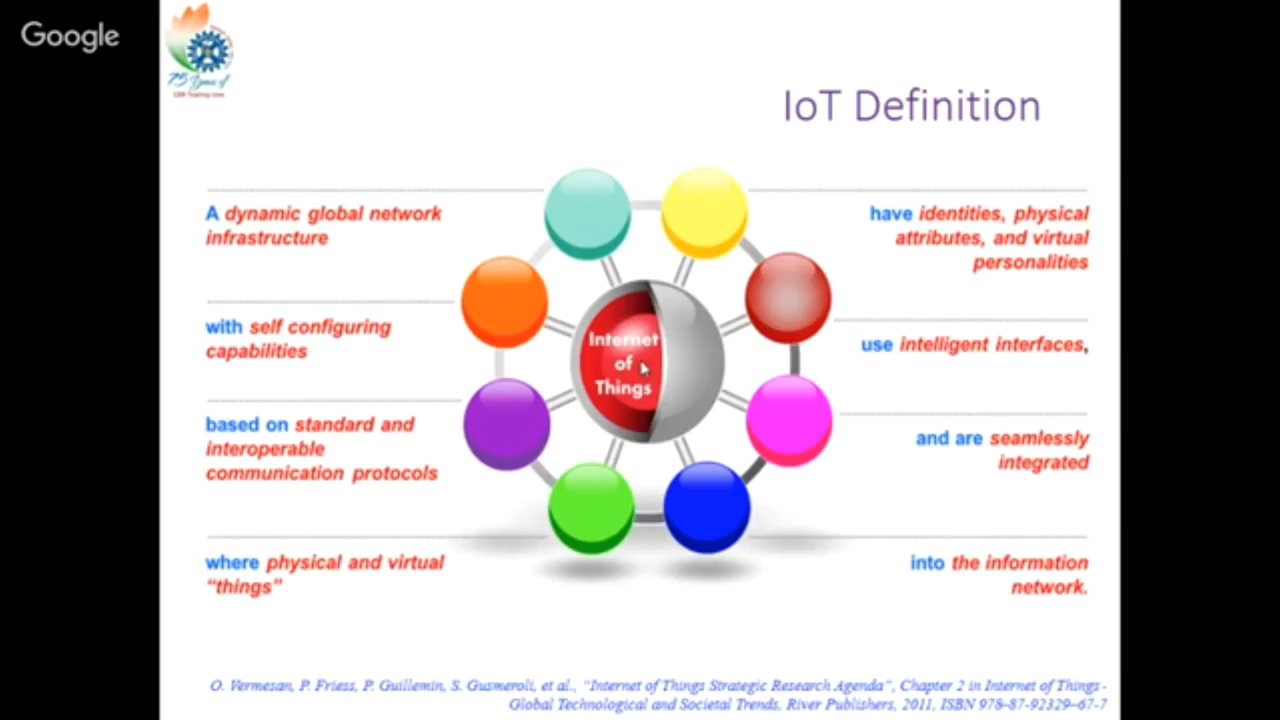 Google
75 Years of
IoT Definition
A dynamic global network
infrastructure
with self configuring
capabilities
based on standard and
interoperable
communication protocols
where physical and virtual
“things”
Internet
of
Things
have identities, physical
attributes, and virtual
personalities
use intelligent interfaces,
and are seamlessly
integrated
into the information
network.
O. Vermesan, P. Friess, P. Guillemin, S. Gusmeroli, et al., "Internet of Things Strategic Research Agenda", Chapter 2 in Internet of Things -
Global Technological and Societal Trends, River Publishers, 2011, ISBN 978–87-92329–67-7